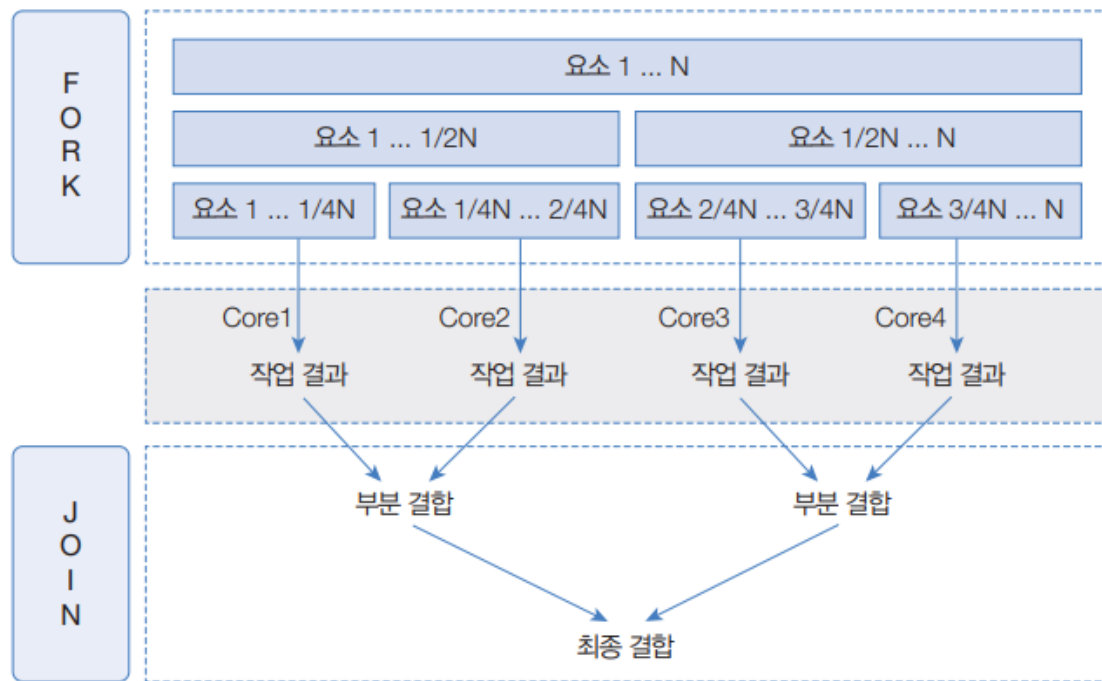 FORK
요소 1 ... N
요소 1 ... 1/2N
요소 1/2N ... N
요소 1 ... 1/4N
요소 1/4N ... 2/4N
요소 2/4N ... 3/4N
요소 3/4N ... N
Core1
Core2
Core3
Core4
작업 결과
작업 결과
작업 결과
작업 결과
JOIN
부분 결합
부분 결합
최종 결합